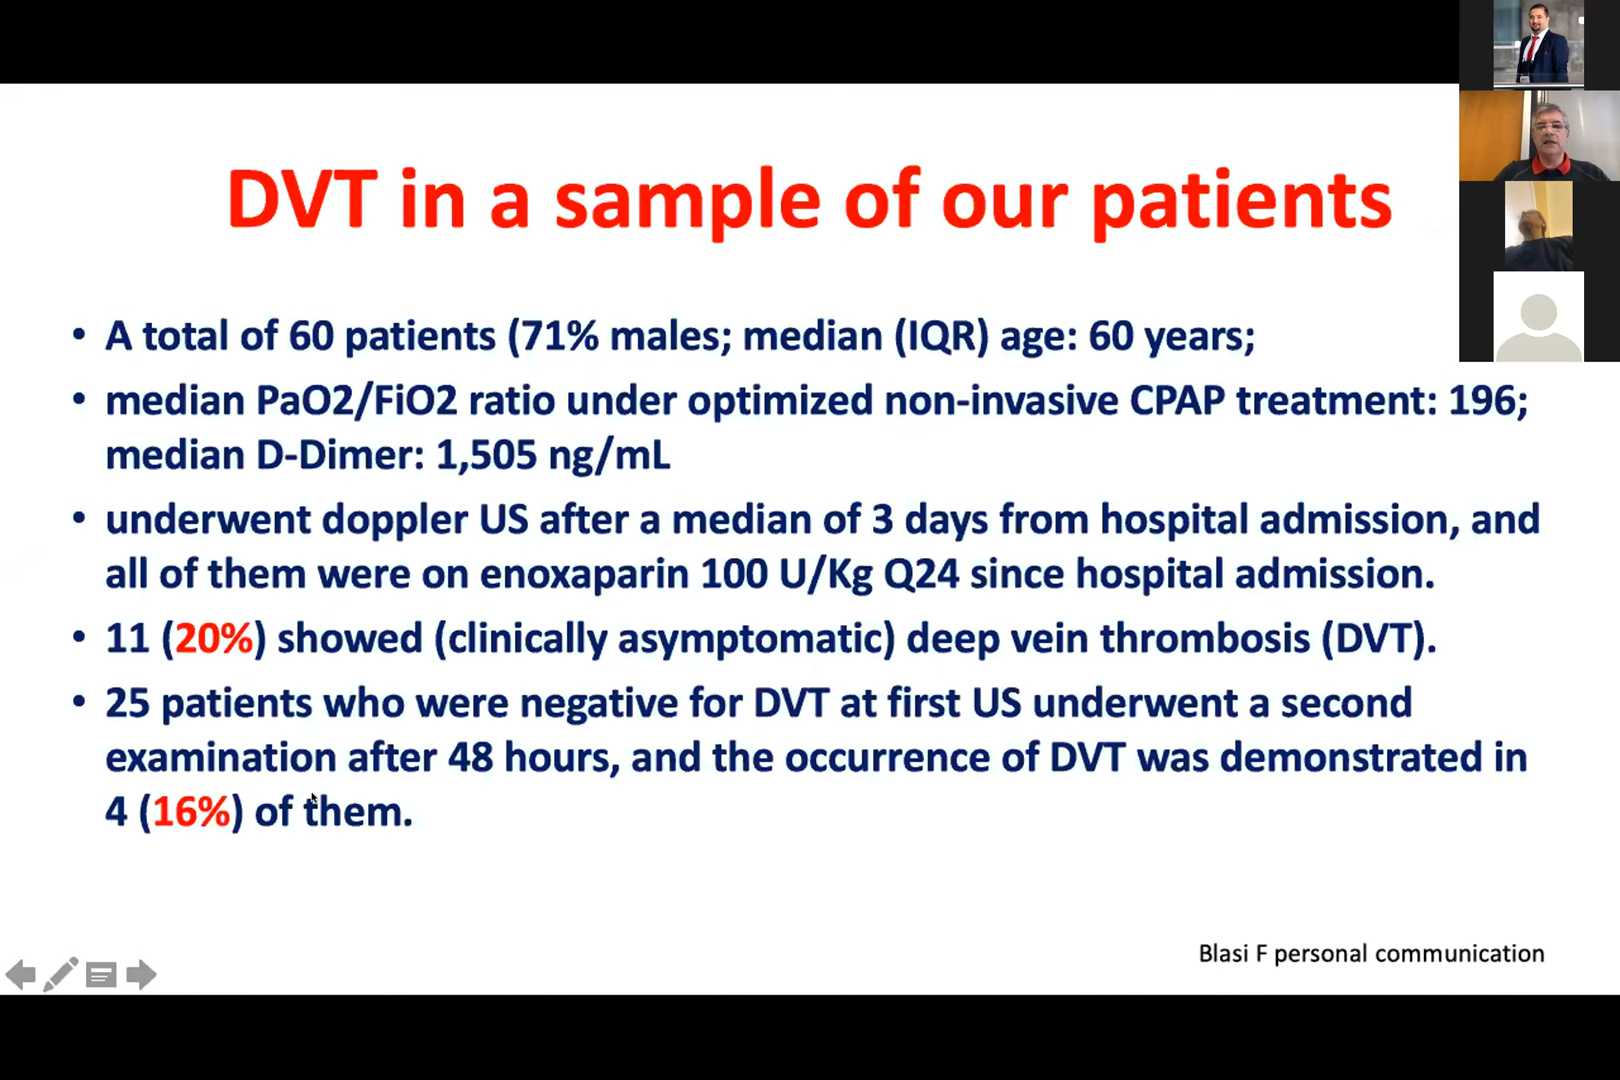 DVT in a sample of our patients
• A total of 60 patients (71% males; median (IQR) age: 60 years;
• median PaO2/FiO2 ratio under optimized non-invasive CPAP treatment: 196;
median D-Dimer: 1,505 ng/mL
• underwent doppler US after a median of 3 days from hospital admission, and
all of them were on enoxaparin 100 U/Kg Q24 since hospital admission.
• 11 (20%) showed (clinically asymptomatic) deep vein thrombosis (DVT).
• 25 patients who were negative for DVT at first US underwent a second
examination after 48 hours, and the occurrence of DVT was demonstrated in
4 (16%) of them.
Blasi F personal communication